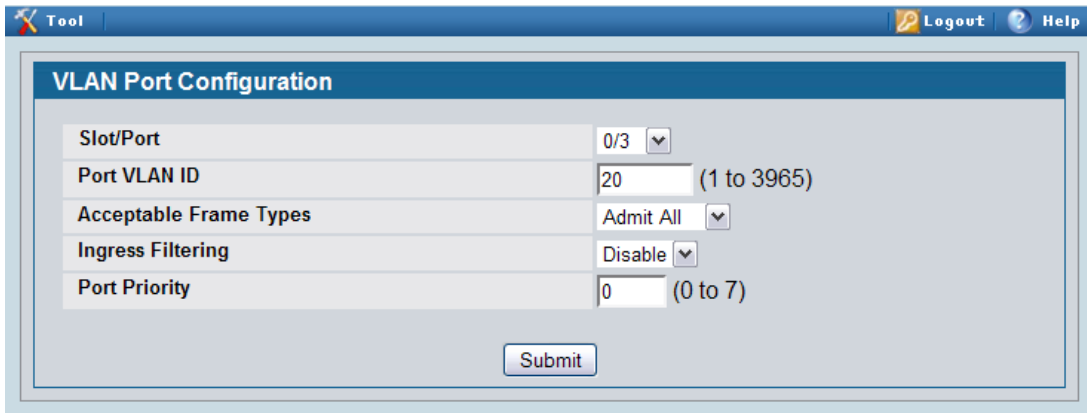 Tool Logout Help
VLAN Port Configuration
Slot/Port 0/3
Port VLAN ID 20 (1 to 3965)
Acceptable Frame Types Admit All
Ingress Filtering Disable
Port Priority 0 (0 to 7)
Submit